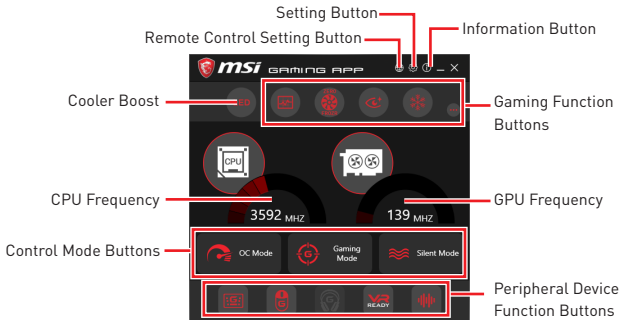 Setting Button
Remote Control Setting Button
Information Button
msi GAMING APP
Cooler Boost
Gaming Function
Buttons
CPU
CPU Frequency
GPU Frequency
3592 MHZ
139 MHZ
Control Mode Buttons
OC Mode
Gaming
Mode
Silent Mode
VR
READY
Peripheral Device
Function Buttons